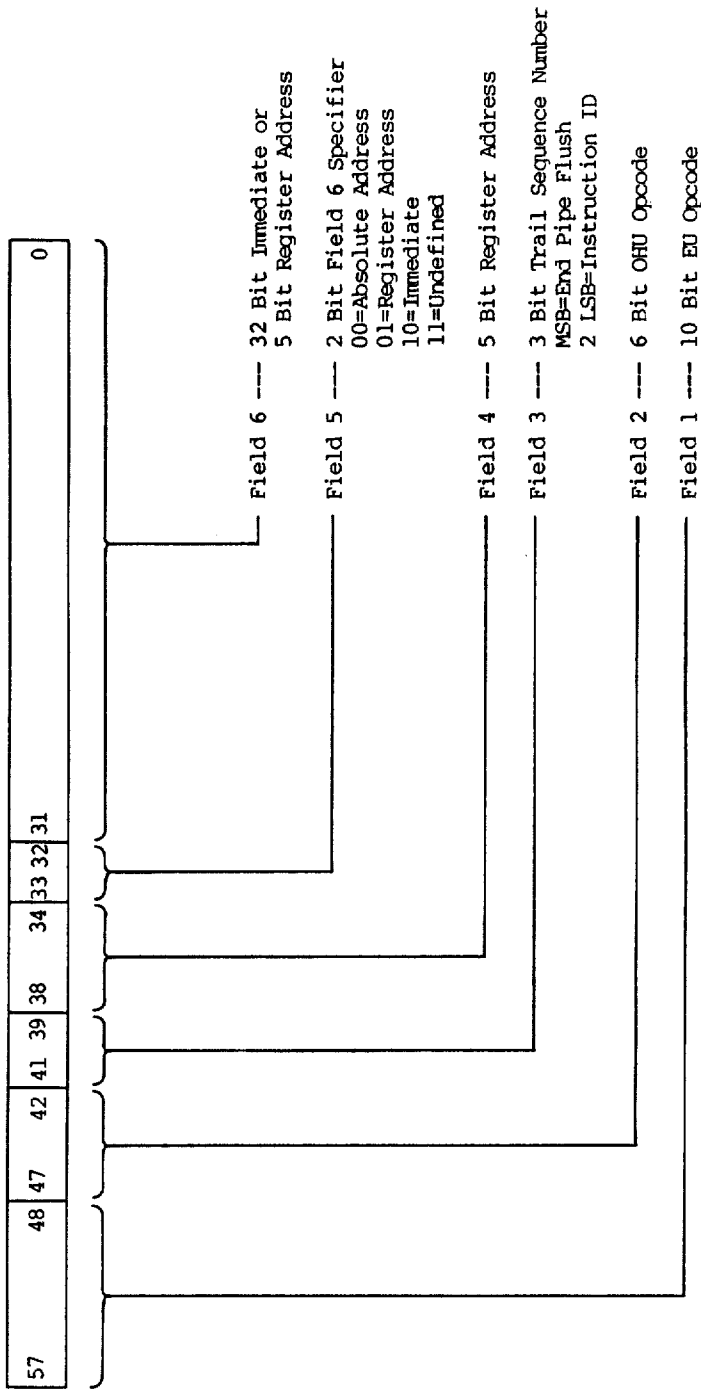 57 48 47 42 41 39 38 34 33 32 31 0
Field 6 --- 32 Bit Immediate or
5 Bit Register Address
Field 5 --- 2 Bit Field 6 Specifier
00=Absolute Address
01=Register Address
10=Immediate
11=Undefined
Field 4 --- 5 Bit Register Address
Field 3 --- 3 Bit Trail Sequence Number
MSB=End Pipe Flush
2 LSB=Instruction ID
Field 2 --- 6 Bit OHU Opcode
Field 1 --- 10 Bit EU Opcode